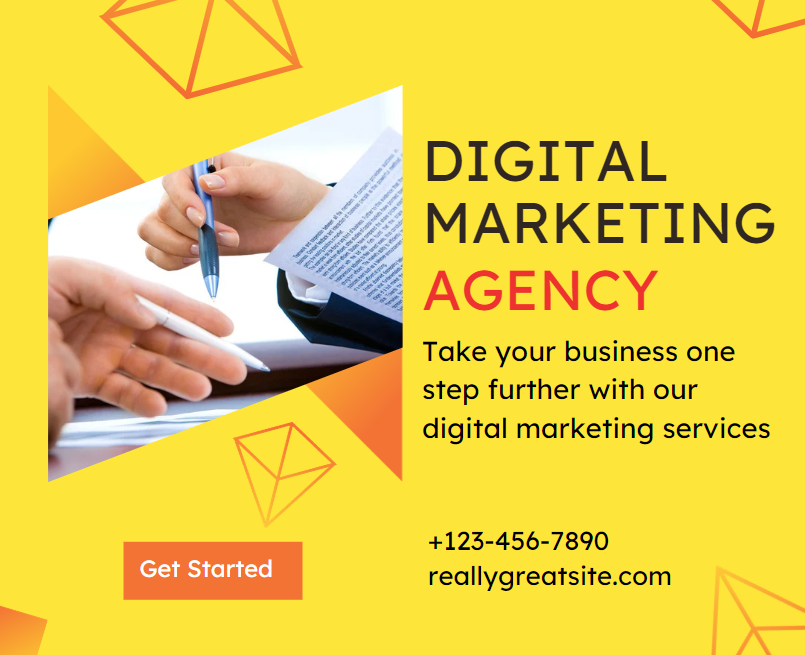 DIGITAL
MARKETING
AGENCY
Take your business one
step further with our
digital marketing services
Get Started
+123-456-7890
reallygreatsite.com